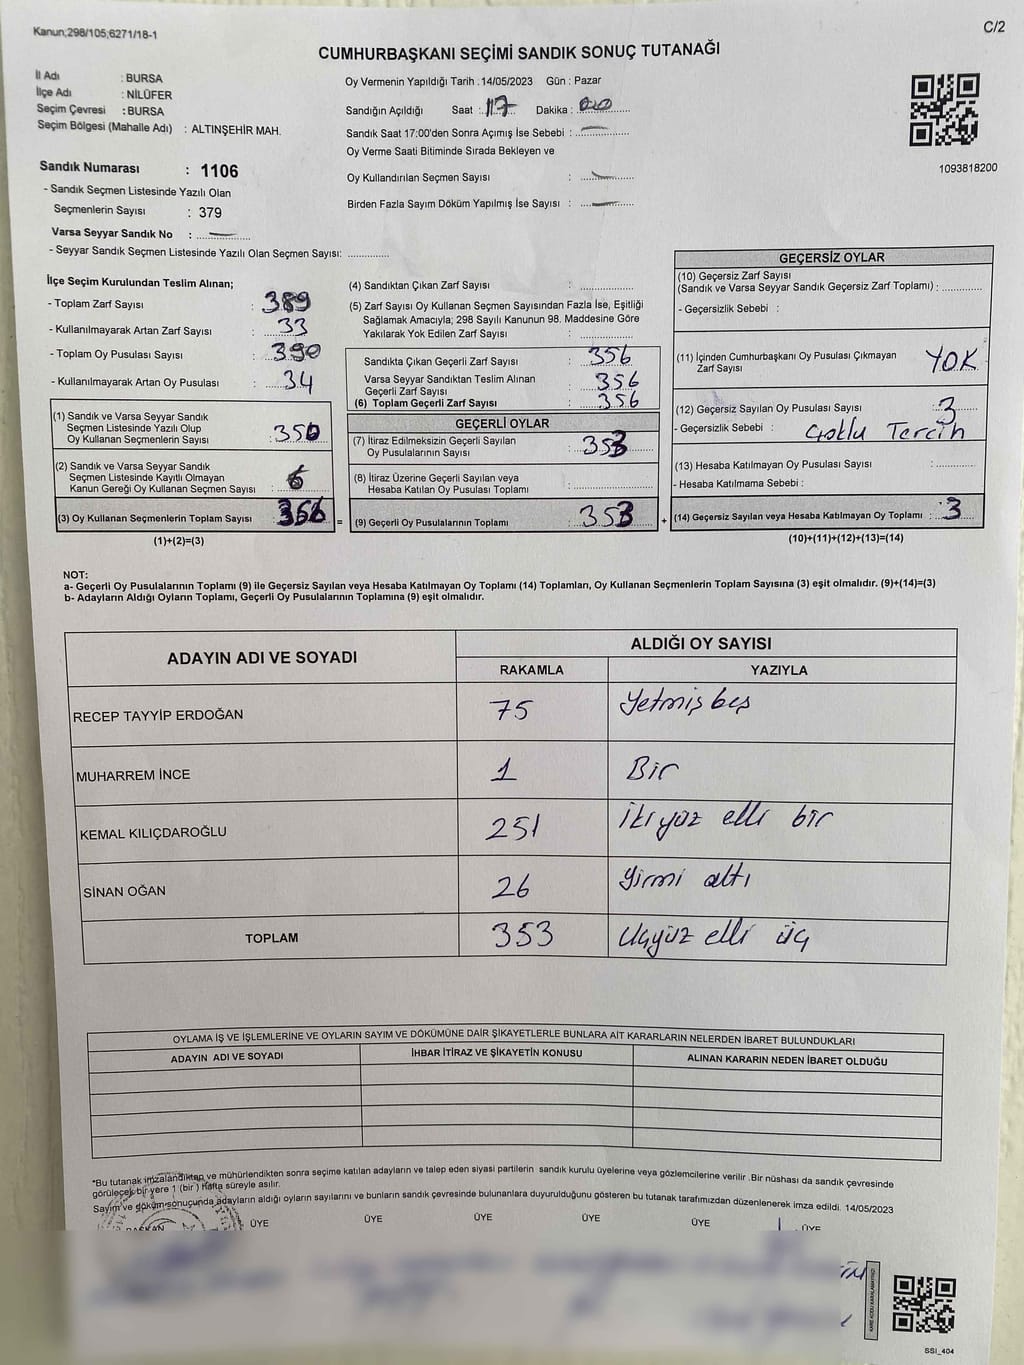 Kanun;298/105;6271/18-1
C/2
CUMHURBAŞKANI SEÇİMİ SANDIK SONUÇ TUTANAĞI
İl Adı : BURSA
İlçe Adı : NİLÜFER
Seçim Çevresi : BURSA
Seçim Bölgesi (Mahalle Adı) : ALTINŞEHİR MAH.
Sandık Numarası : 1106
- Sandık Seçmen Listesinde Yazılı Olan
Seçmenlerin Sayısı : 379
Varsa Seyyar Sandık No :
- Seyyar Sandık Seçmen Listesinde Yazılı Olan Seçmen Sayısı: ..............
Oy Vermenin Yapıldığı Tarih : 14/05/2023 Gün : Pazar
Sandığın Açıldığı Saat : 17 Dakika : 00
Sandık Saat 17:00'den Sonra Açımış İse Sebebi :
Oy Verme Saati Bitiminde Sırada Bekleyen ve
Oy Kullandırılan Seçmen Sayısı :
Birden Fazla Sayım Döküm Yapılmış İse Sayısı :
1093818200
İlçe Seçim Kurulundan Teslim Alınan;
- Toplam Zarf Sayısı : 389
- Kullanılmayarak Artan Zarf Sayısı : 33
- Toplam Oy Pusulası Sayısı : 390
- Kullanılmayarak Artan Oy Pusulası : 34
(1) Sandık ve Varsa Seyyar Sandık
Seçmen Listesinde Yazılı Olup
Oy Kullanan Seçmenlerin Sayısı : 350
(2) Sandık ve Varsa Seyyar Sandık
Seçmen Listesinde Kayıtlı Olmayan
Kanun Gereği Oy Kullanan Seçmen Sayısı : 6
(3) Oy Kullanan Seçmenlerin Toplam Sayısı : 356
(1)+(2)=(3)
=
(4) Sandıktan Çıkan Zarf Sayısı :
(5) Zarf Sayısı Oy Kullanan Seçmen Sayısından Fazla İse, Eşitliği
Sağlamak Amacıyla; 298 Sayılı Kanunun 98. Maddesine Göre
Yakılarak Yok Edilen Zarf Sayısı :
Sandıkta Çıkan Geçerli Zarf Sayısı : 356
Varsa Seyyar Sandıktan Teslim Alınan
Geçerli Zarf Sayısı : 356
(6) Toplam Geçerli Zarf Sayısı : 356
GEÇERLİ OYLAR
(7) İtiraz Edilmeksizin Geçerli Sayılan
Oy Pusulalarının Sayısı : 353
(8) İtiraz Üzerine Geçerli Sayılan veya
Hesaba Katılan Oy Pusulası Toplamı :
(9) Geçerli Oy Pusulalarının Toplamı : 353
+
GEÇERSİZ OYLAR
(10) Geçersiz Zarf Sayısı
(Sandık ve Varsa Seyyar Sandık Geçersiz Zarf Toplamı) :
- Geçersizlik Sebebi :
(11) İçinden Cumhurbaşkanı Oy Pusulası Çıkmayan
Zarf Sayısı YOK
(12) Geçersiz Sayılan Oy Pusulası Sayısı : 3
- Geçersizlik Sebebi : Çoklu Tercih
(13) Hesaba Katılmayan Oy Pusulası Sayısı :
- Hesaba Katılmama Sebebi :
(14) Geçersiz Sayılan veya Hesaba Katılmayan Oy Toplamı : 3
(10)+(11)+(12)+(13)=(14)
NOT:
a- Geçerli Oy Pusulalarının Toplamı (9) ile Geçersiz Sayılan veya Hesaba Katılmayan Oy Toplamı (14) Toplamları, Oy Kullanan Seçmenlerin Toplam Sayısına (3) eşit olmalıdır. (9)+(14)=(3)
b- Adayların Aldığı Oyların Toplamı, Geçerli Oy Pusulalarının Toplamına (9) eşit olmalıdır.
ADAYIN ADI VE SOYADI
ALDIĞI OY SAYISI
RAKAMLA YAZIYLA
RECEP TAYYİP ERDOĞAN 75 Yetmiş beş
MUHARREM İNCE 1 Bir
KEMAL KILIÇDAROĞLU 251 İkiyüz elli bir
SİNAN OĞAN 26 Yirmi altı
TOPLAM 353 Üçyüz elli üç
OYLAMA İŞ VE İŞLEMLERİNE VE OYLARIN SAYIM VE DÖKÜMÜNE DAİR ŞİKAYETLERLE BUNLARA AİT KARARLARIN NELERDEN İBARET BULUNDUKLARI
ADAYIN ADI VE SOYADI İHBAR İTİRAZ VE ŞİKAYETİN KONUSU ALINAN KARARIN NEDEN İBARET OLDUĞU
*Bu tutanak imzalandıktan ve mühürlendikten sonra seçime katılan adayların ve talep eden siyasi partilerin sandık kurulu üyelerine veya gözlemcilerine verilir .Bir nüshası da sandık çevresinde
görülecek bir yere 1 (bir ) hafta süreyle asılır.
Sayım ve döküm sonucunda adayların aldığı oyların sayılarını ve bunların sandık çevresinde bulunanlara duyurulduğunu gösteren bu tutanak tarafımızdan düzenlenerek imza edildi. 14/05/2023
BAŞKAN ÜYE ÜYE ÜYE ÜYE ÜYE ÜYE
KARE KODU KARALAMAYINIZ!
SSI_404